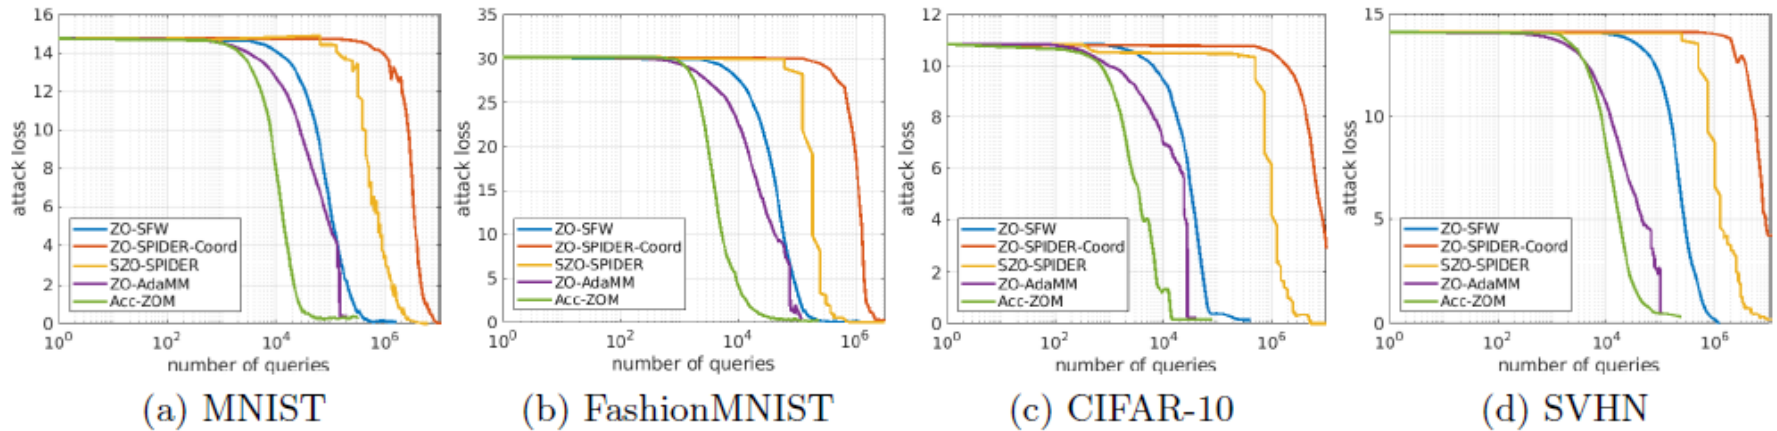 16
14
12
10
8
6
4
2
0
attack loss
ZO-SFW
ZO-SPIDER-Coord
SZO-SPIDER
ZO-AdaMM
Acc-ZOM
10^0 10^2 10^4 10^6
number of queries
(a) MNIST
35
30
25
20
15
10
5
0
attack loss
ZO-SFW
ZO-SPIDER-Coord
SZO-SPIDER
ZO-AdaMM
Acc-ZOM
10^0 10^2 10^4 10^6
number of queries
(b) FashionMNIST
12
10
8
6
4
2
0
attack loss
ZO-SFW
ZO-SPIDER-Coord
SZO-SPIDER
ZO-AdaMM
Acc-ZOM
10^0 10^2 10^4 10^6
number of queries
(c) CIFAR-10
15
10
5
0
attack loss
ZO-SFW
ZO-SPIDER-Coord
SZO-SPIDER
ZO-AdaMM
Acc-ZOM
10^0 10^2 10^4 10^6
number of queries
(d) SVHN